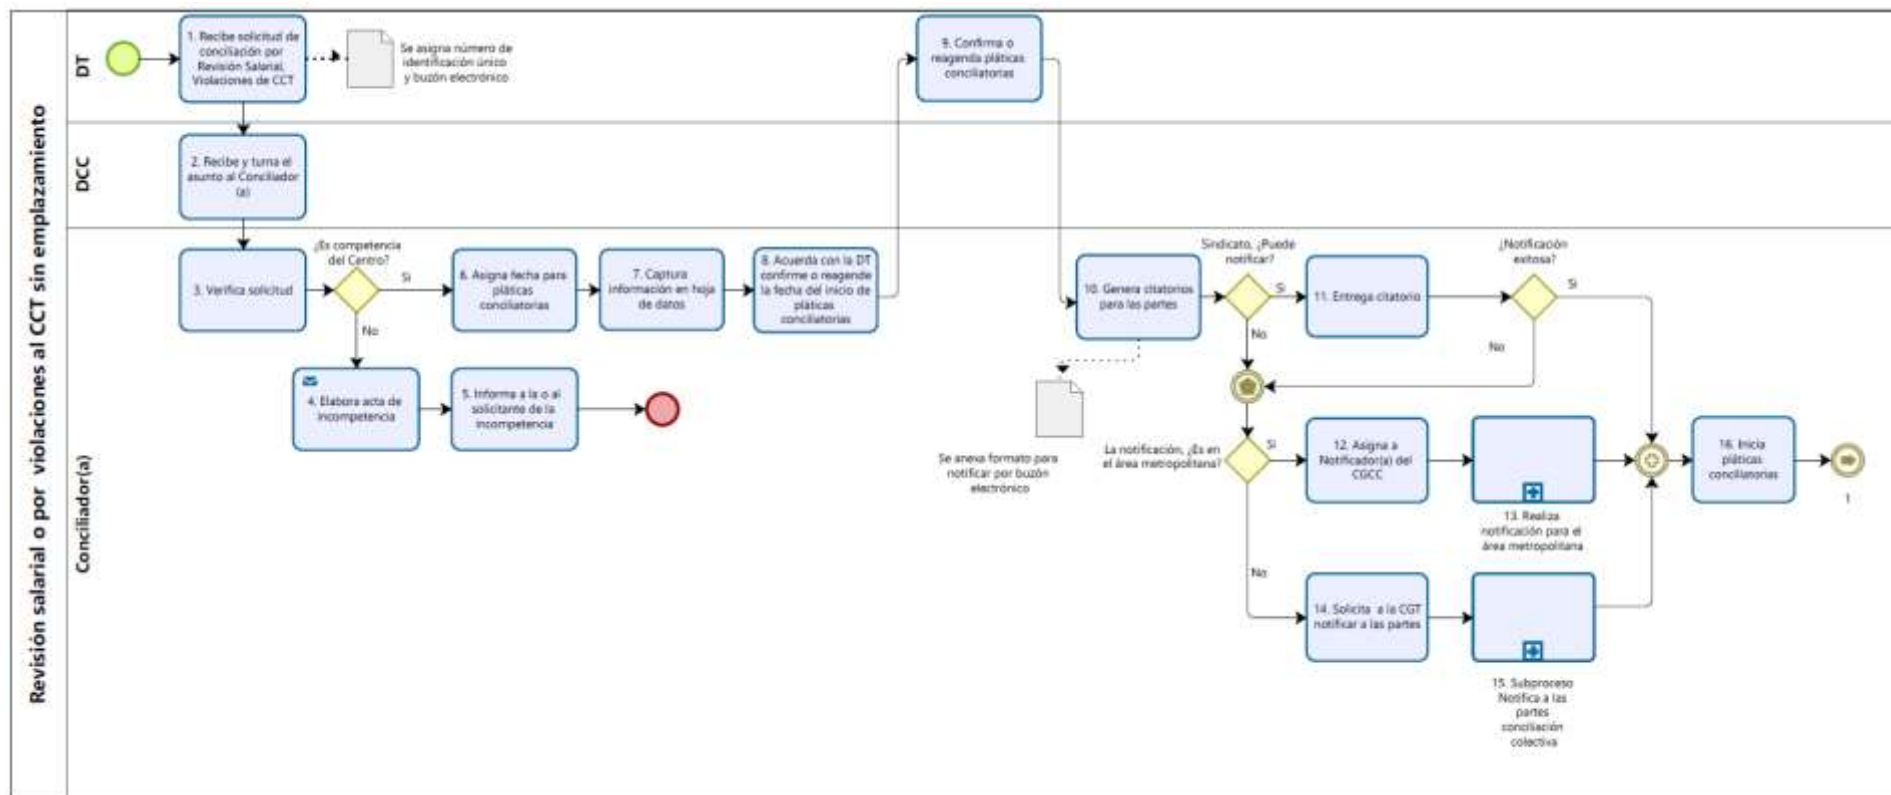 Revisión salarial o por violaciones al CCT sin emplazamiento
DT
1. Recibe solicitud de
conciliación por
Revisión Salarial,
Violaciones de CCT
Se asigna número de
identificación único
y buzón electrónico
9. Confirma o
reagenda pláticas
conciliatorias
DCC
2. Recibe y turna el
asunto al Conciliador
(a)
Conciliador(a)
3. Verifica solicitud
¿Es competencia
del Centro?
Si
No
4. Elabora acta de
incompetencia
5. Informa a la o al
solicitante de la
incompetencia
6. Asigna fecha para
pláticas
conciliatorias
7. Captura
información en hoja
de datos
8. Acuerda con la DT
confirme o reagende
la fecha del inicio de
pláticas
conciliatorias
10. Genera citatorios
para las partes
Se anexa formato para
notificar por buzón
electrónico
Sindicato, ¿Puede
notificar?
Si
No
11. Entrega citatorio
¿Notificación
exitosa?
Si
No
La notificación, ¿Es en
el área metropolitana?
Si
No
12. Asigna a
Notificador(a) del
CGCC
13. Realiza
notificación para el
área metropolitana
14. Solicita a la CGT
notificar a las partes
15. Subproceso
Notifica a las
partes
conciliación
colectiva
16. Inicia
pláticas
conciliatorias
1